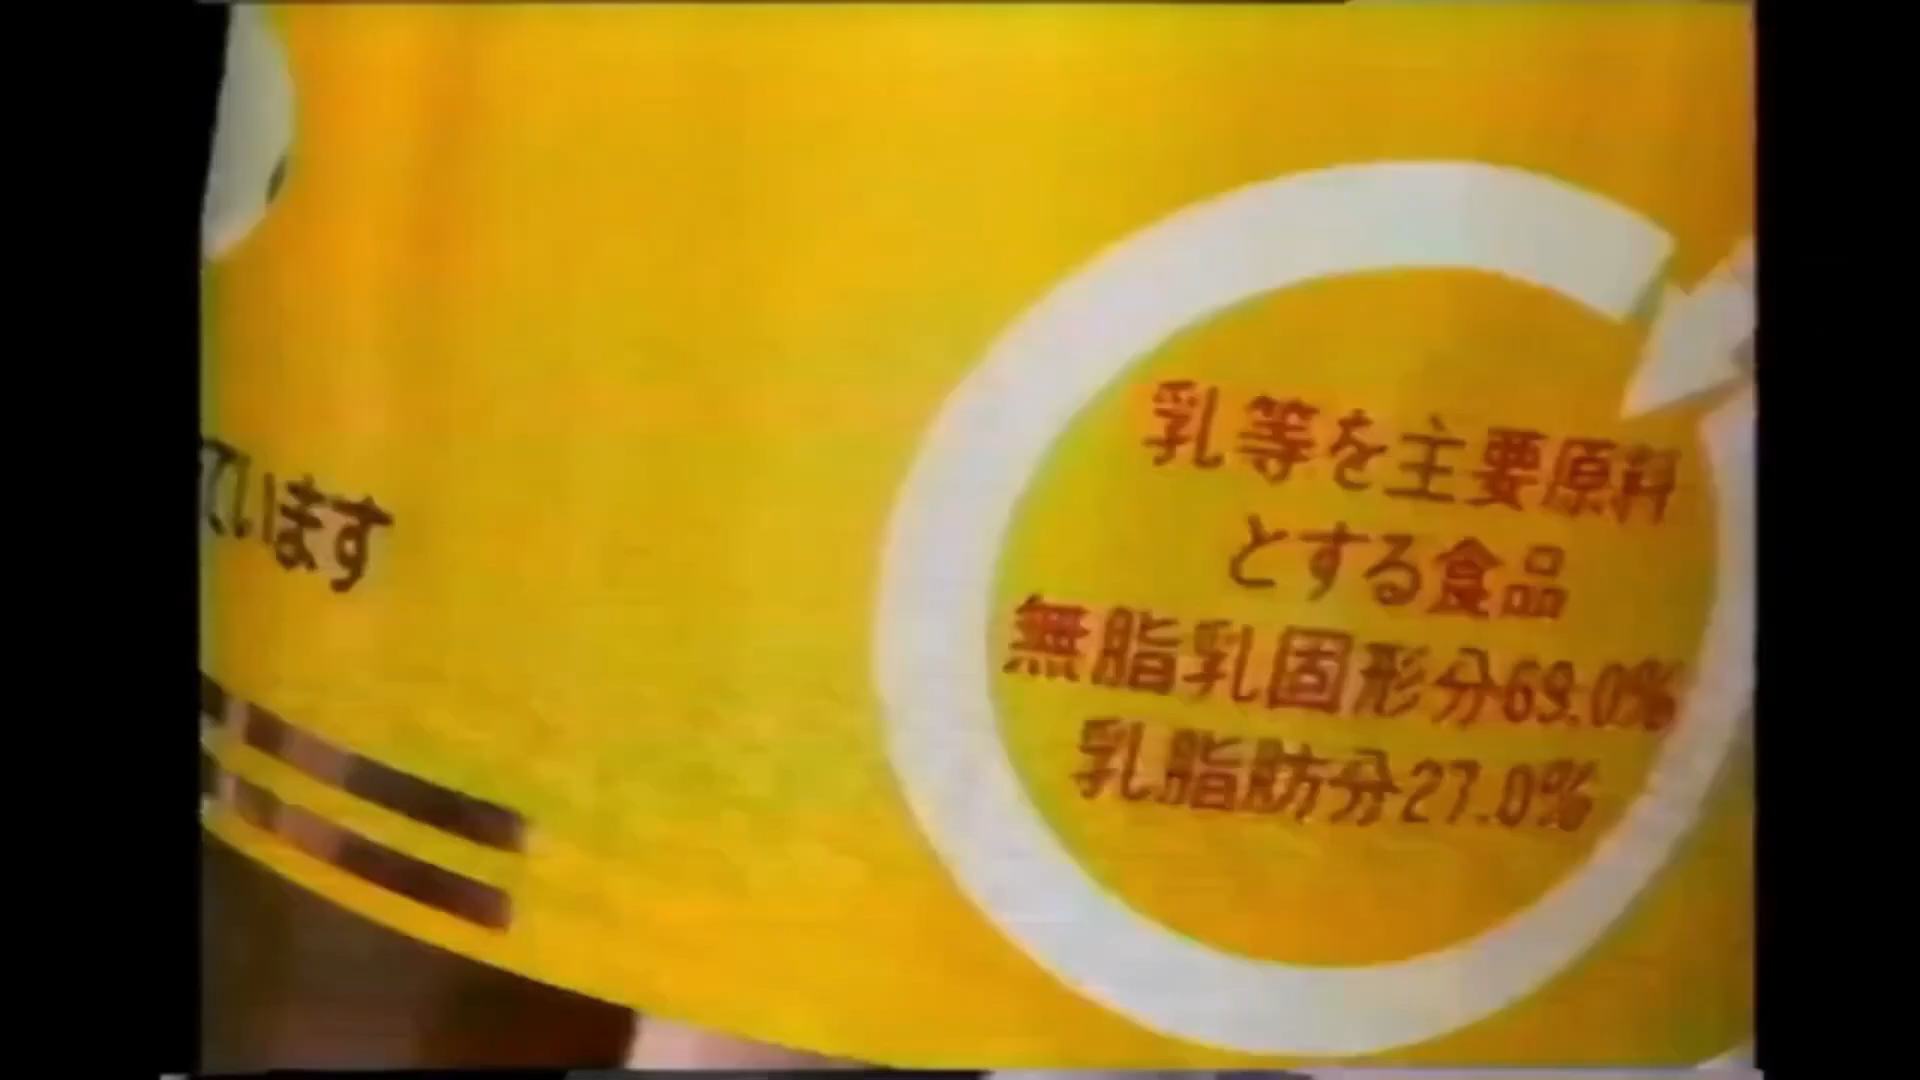 ています
乳等を主要原料
とする食品
無脂乳固形分69.0%
乳脂肪分27.0%